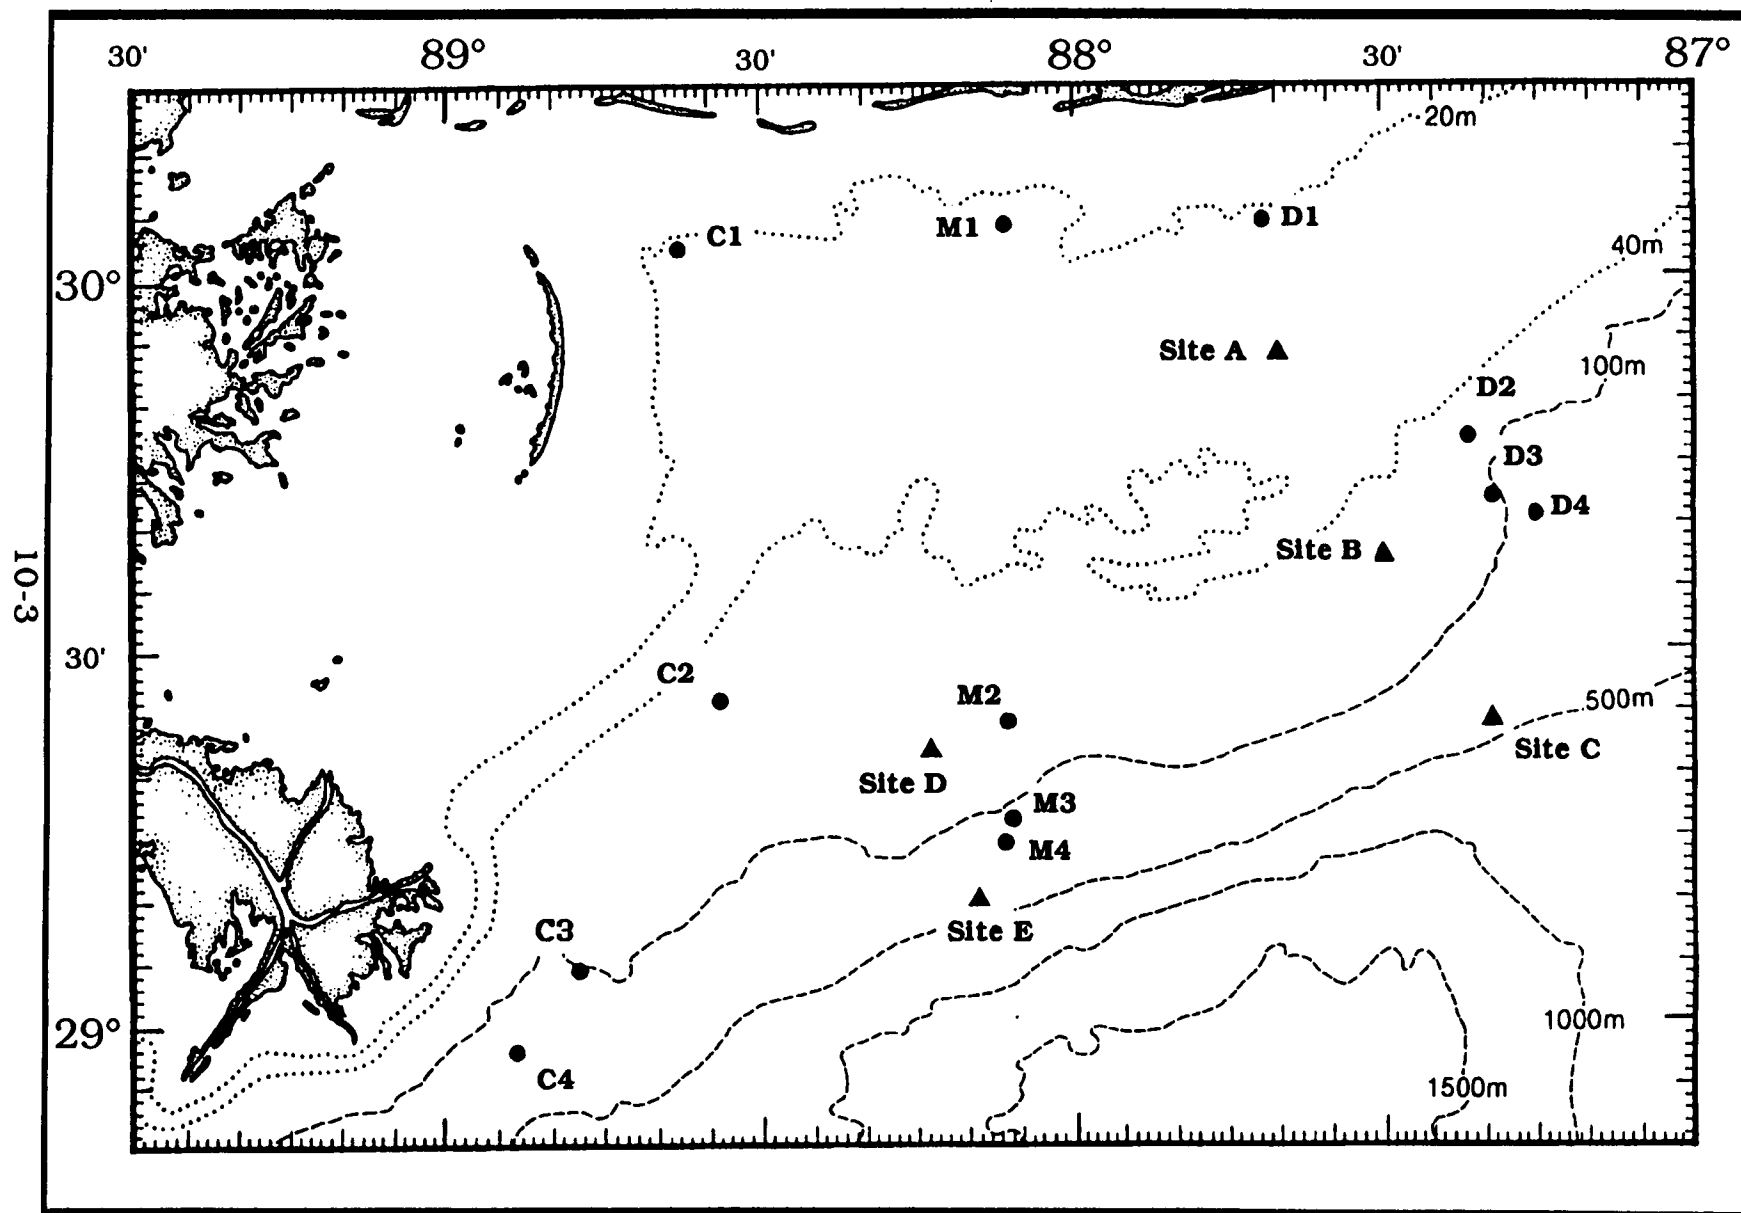 30' 89° 30' 88° 30' 87°
20m
C1 M1 D1
40m
30°
Site A
100m
D2
D3
D4
Site B
10-3
30'
C2
M2
500m
Site C
Site D
M3
M4
C3
Site E
29°
1000m
C4
1500m